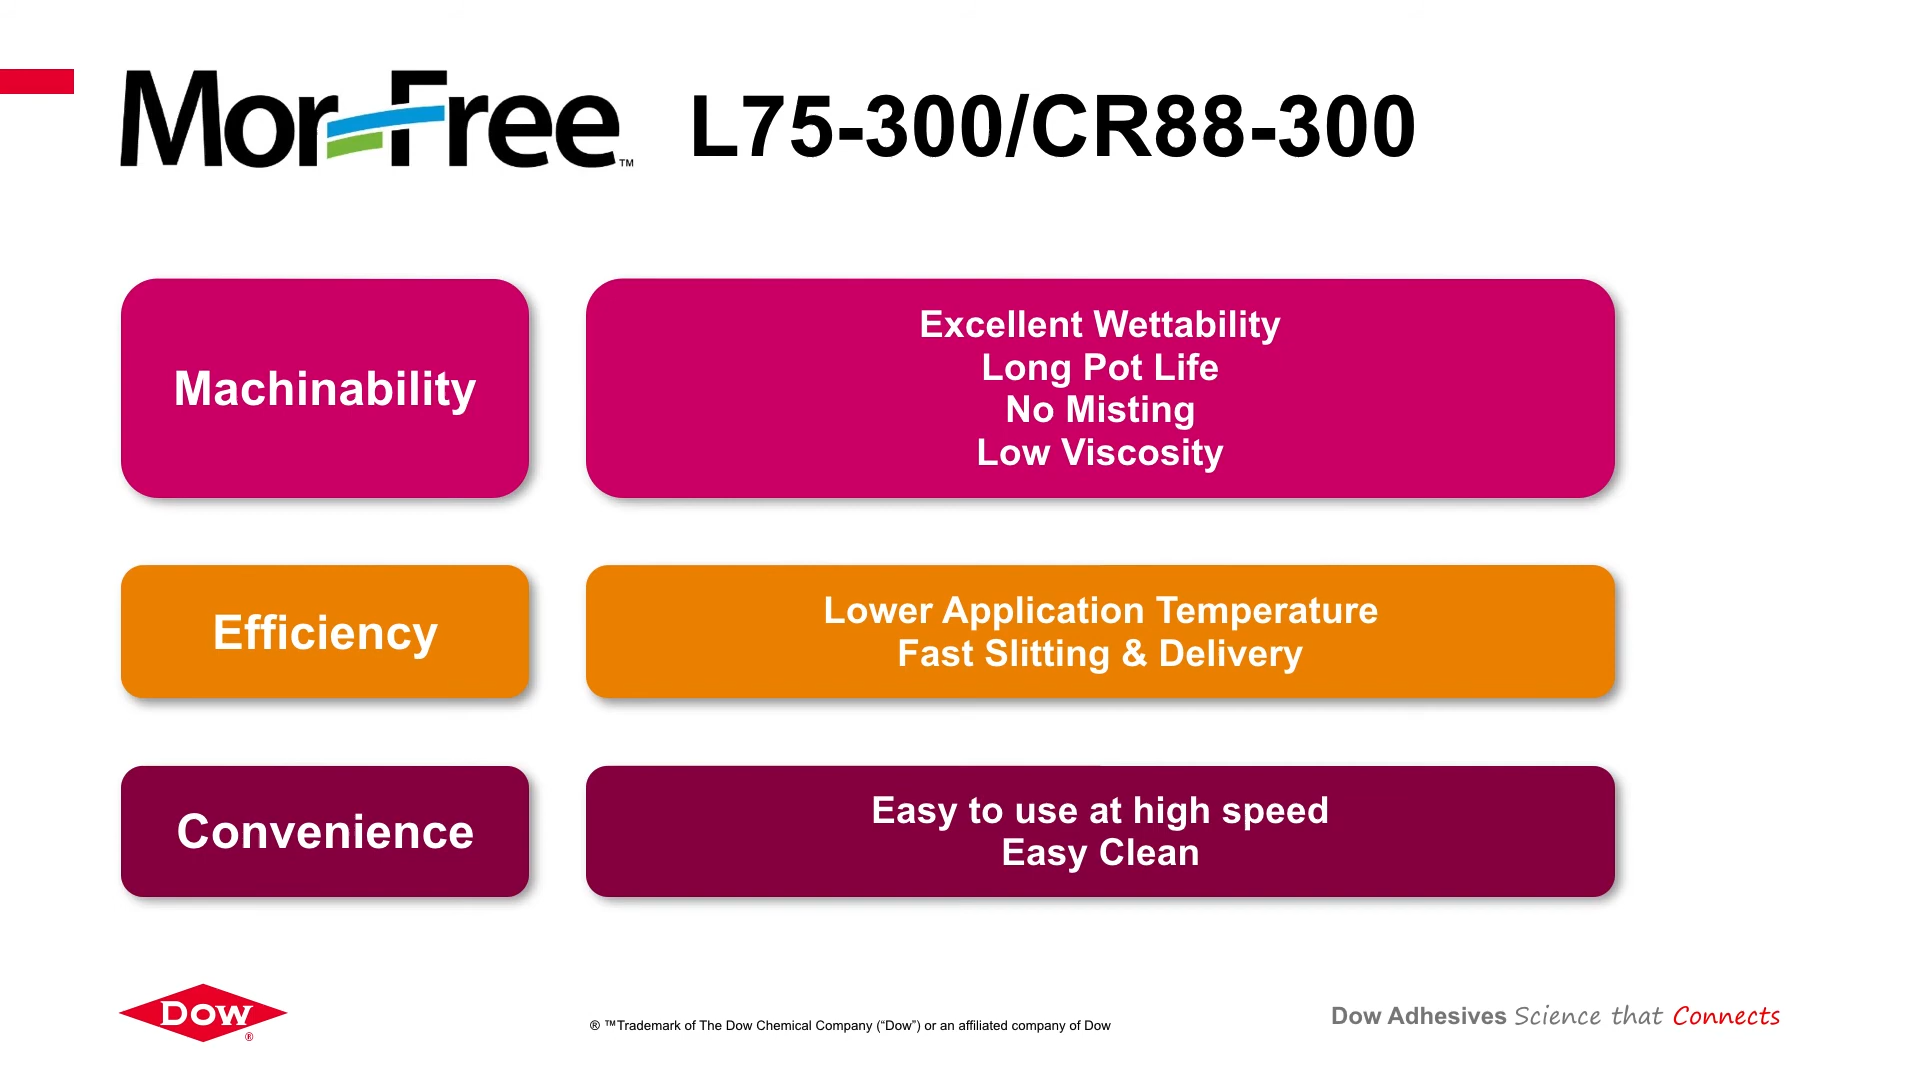 Mor-Free™ L75-300/CR88-300
Machinability
Excellent Wettability
Long Pot Life
No Misting
Low Viscosity
Efficiency
Lower Application Temperature
Fast Slitting & Delivery
Convenience
Easy to use at high speed
Easy Clean
DOW®
® ™Trademark of The Dow Chemical Company (“Dow”) or an affiliated company of Dow
Dow Adhesives Science that Connects